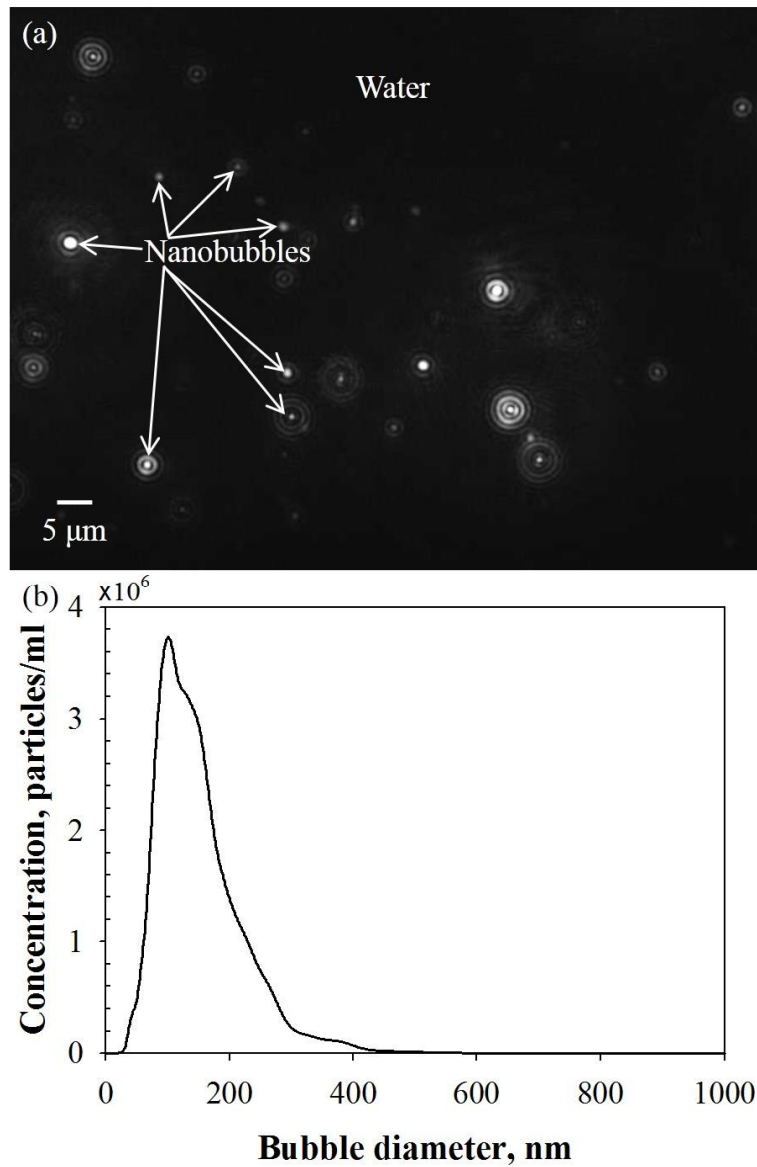 (a)
Water
Nanobubbles
5 μm
(b)
x10⁶
4
3
2
1
0
Concentration, particles/ml
0 200 400 600 800 1000
Bubble diameter, nm